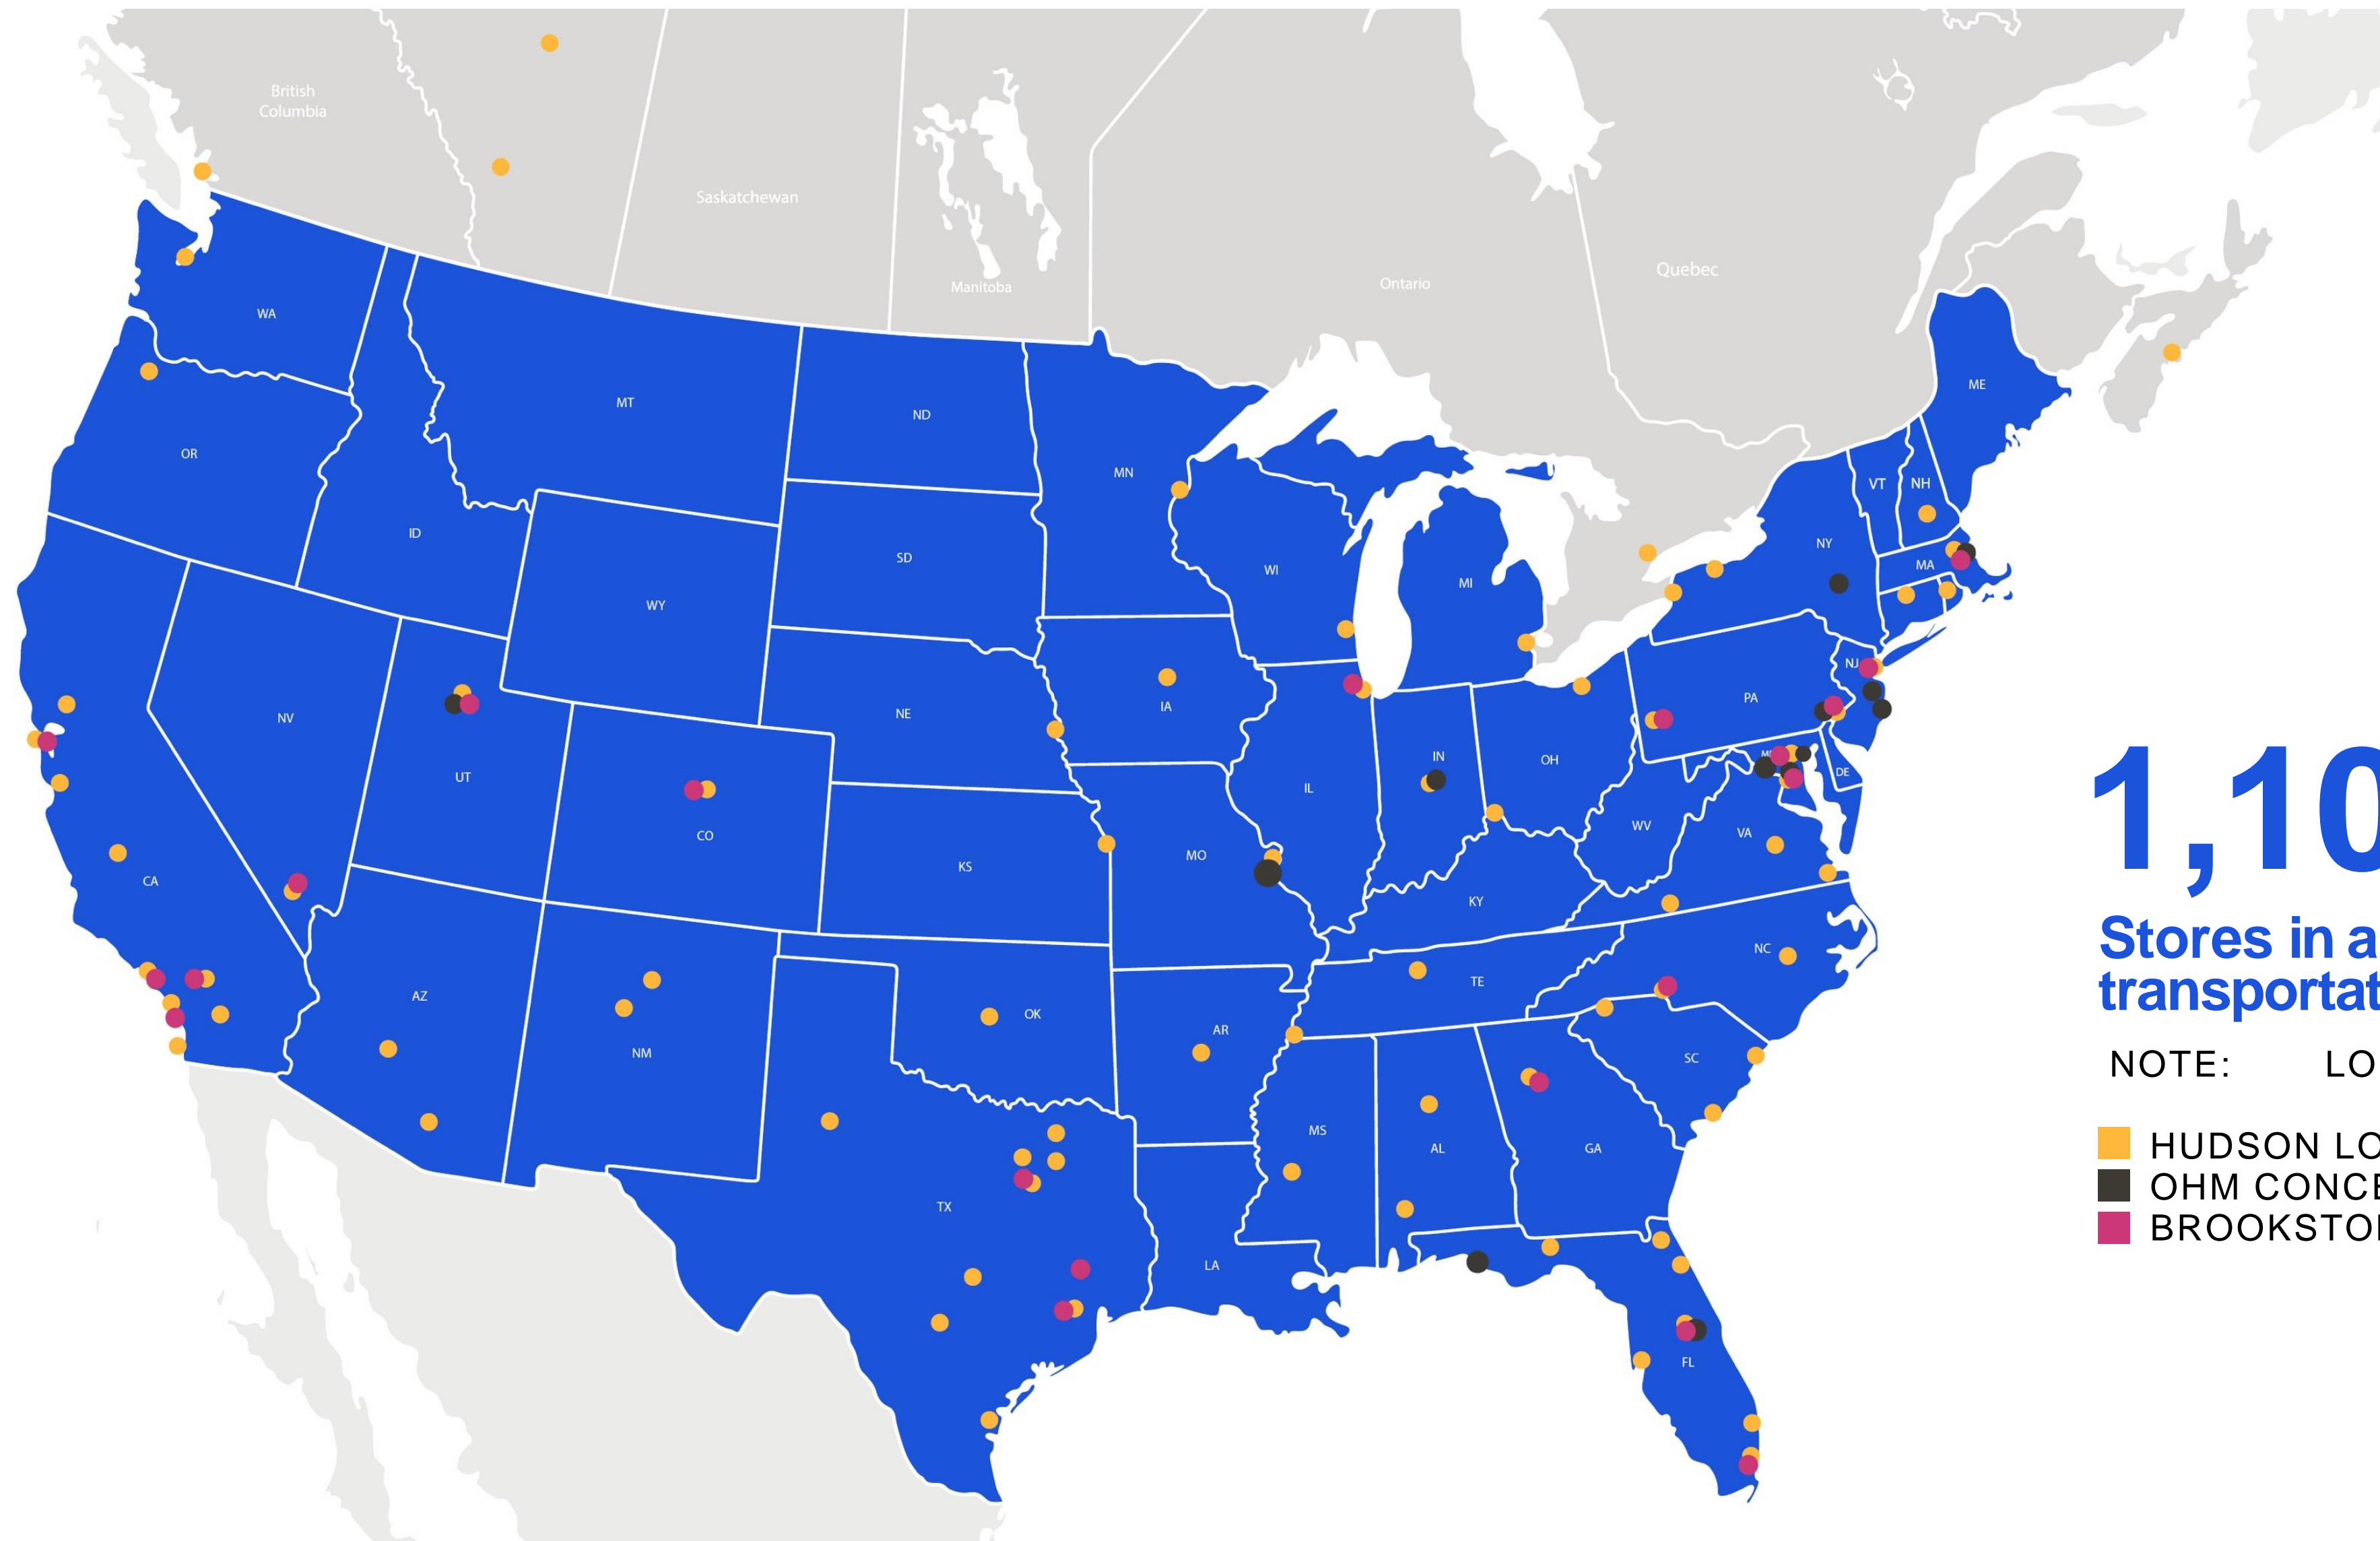 British
Columbia
Saskatchewan
Manitoba
Ontario
Quebec
WA
MT
ND
MN
ME
OR
ID
SD
WI
MI
NY
VT
NH
MA
WY
NV
UT
NE
IA
PA
NJ
CO
IL
IN
OH
DE
CA
KS
MO
KY
WV
VA
AZ
NM
OK
AR
TE
NC
SC
TX
LA
MS
AL
GA
FL
1,10
Stores in a
transportat
NOTE: LO
HUDSON LO
OHM CONCE
BROOKSTO